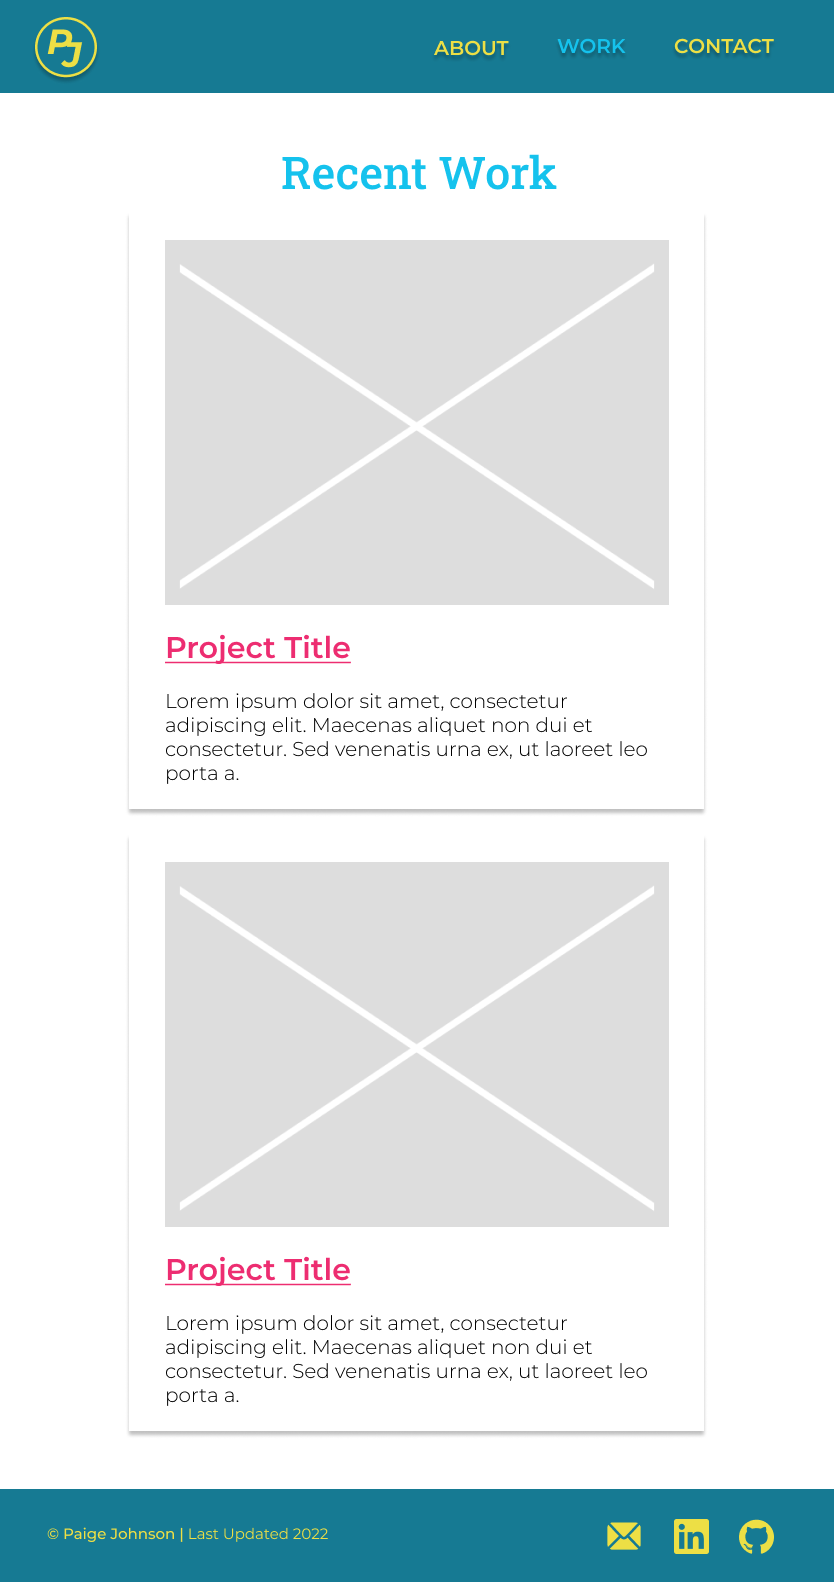 PJ
ABOUT WORK CONTACT
Recent Work
Project Title
Lorem ipsum dolor sit amet, consectetur
adipiscing elit. Maecenas aliquet non dui et
consectetur. Sed venenatis urna ex, ut laoreet leo
porta a.
Project Title
Lorem ipsum dolor sit amet, consectetur
adipiscing elit. Maecenas aliquet non dui et
consectetur. Sed venenatis urna ex, ut laoreet leo
porta a.
© Paige Johnson | Last Updated 2022
in